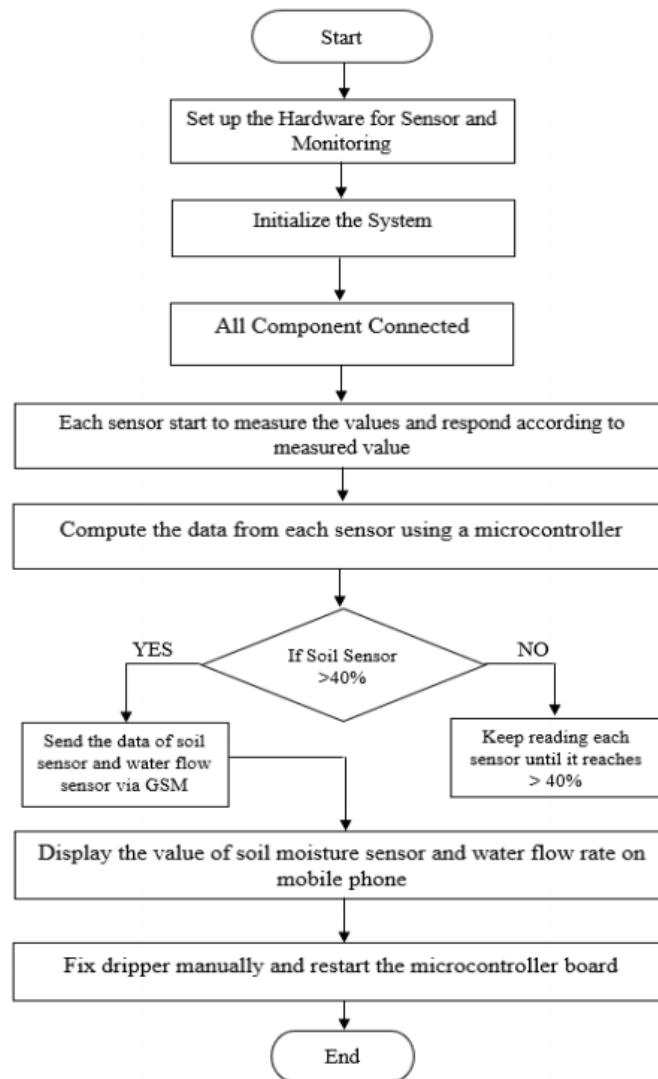 Start
Set up the Hardware for Sensor and
Monitoring
Initialize the System
All Component Connected
Each sensor start to measure the values and respond according to
measured value
Compute the data from each sensor using a microcontroller
YES
If Soil Sensor
>40%
NO
Send the data of soil
sensor and water flow
sensor via GSM
Keep reading each
sensor until it reaches
> 40%
Display the value of soil moisture sensor and water flow rate on
mobile phone
Fix dripper manually and restart the microcontroller board
End